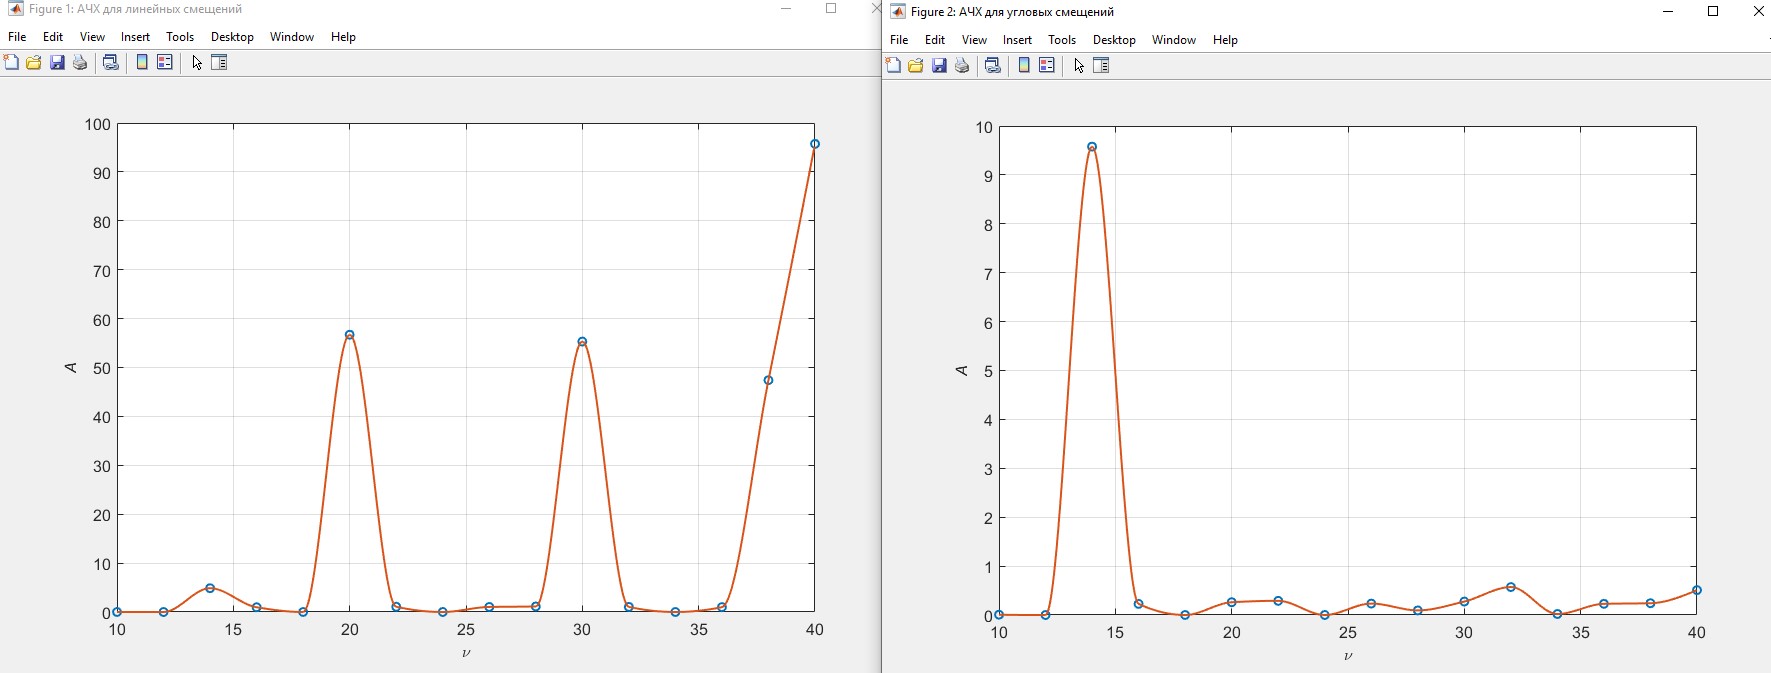 Figure 1: АЧХ для линейных смещений
File Edit View Insert Tools Desktop Window Help
100
90
80
70
60
50
40
30
20
10
0
A
10 15 20 25 30 35 40
ν
Figure 2: АЧХ для угловых смещений
File Edit View Insert Tools Desktop Window Help
10
9
8
7
6
5
4
3
2
1
0
A
10 15 20 25 30 35 40
ν